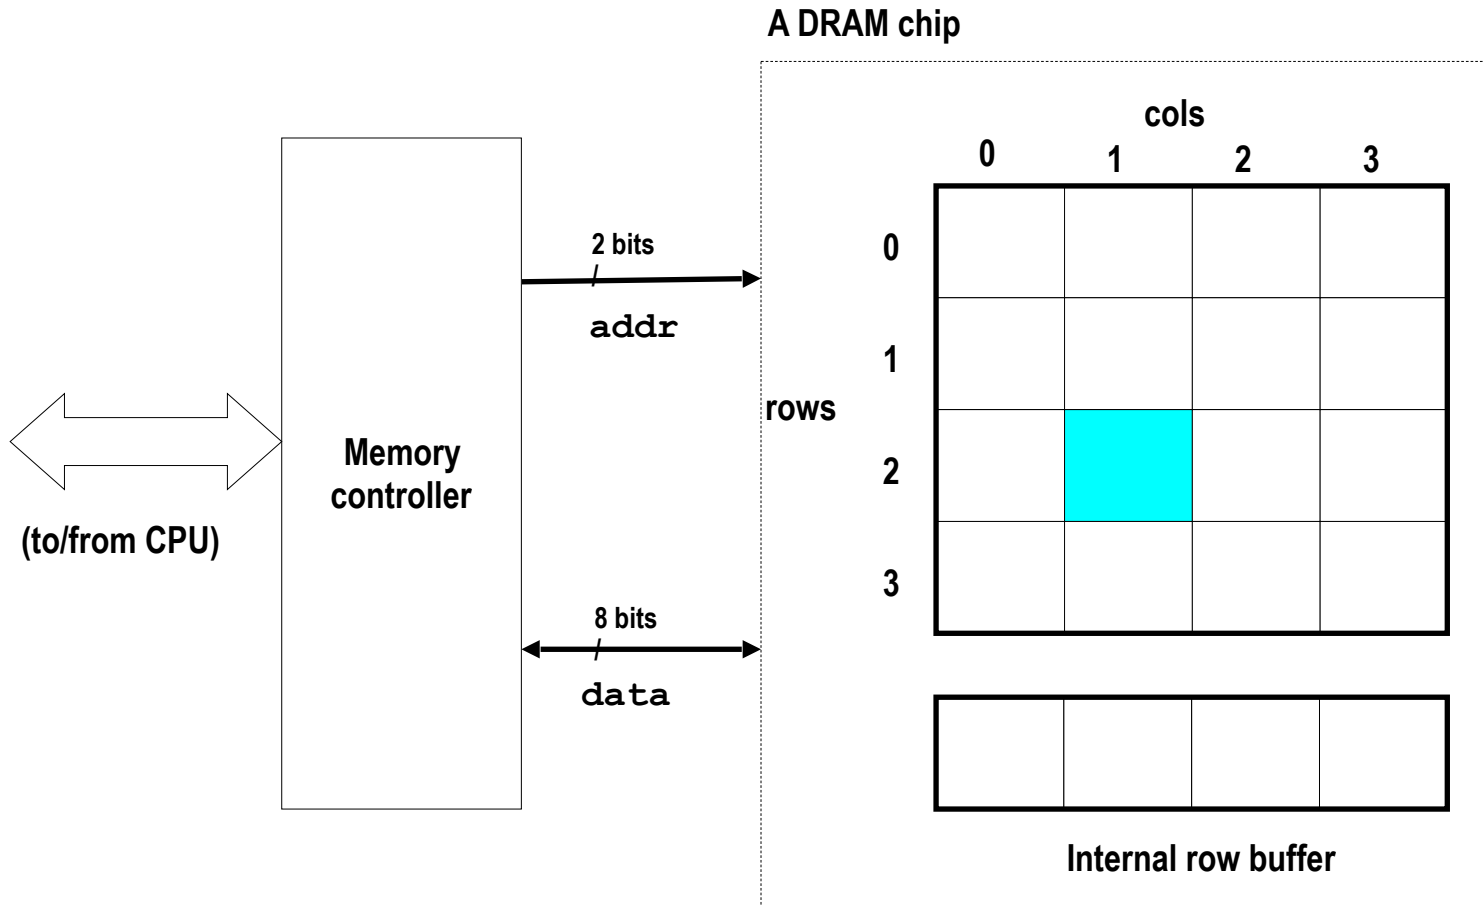 A DRAM chip
cols
0 1 2 3
0
2 bits
addr
1
rows
Memory
controller
2
(to/from CPU)
3
8 bits
data
Internal row buffer